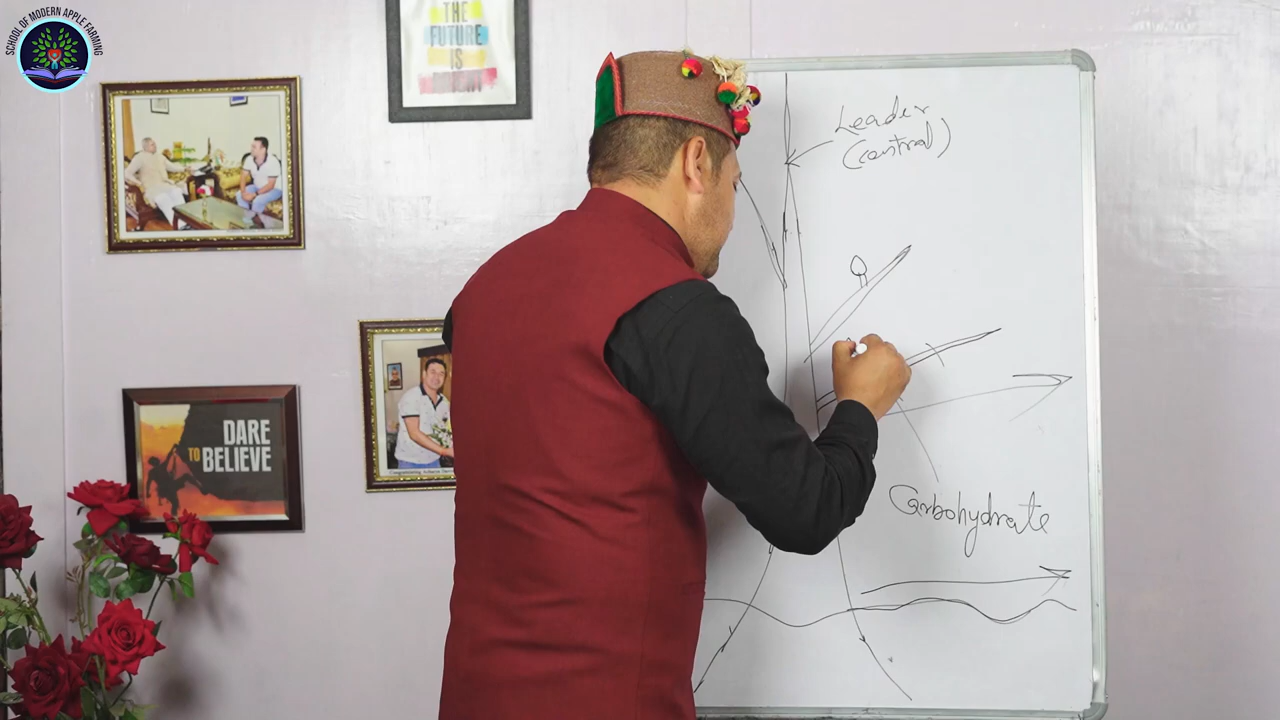 SCHOOL OF MODERN APPLE FARMING
THE
FUTURE
IS
DARE
TO BELIEVE
Leader
(central)
Carbohydrate